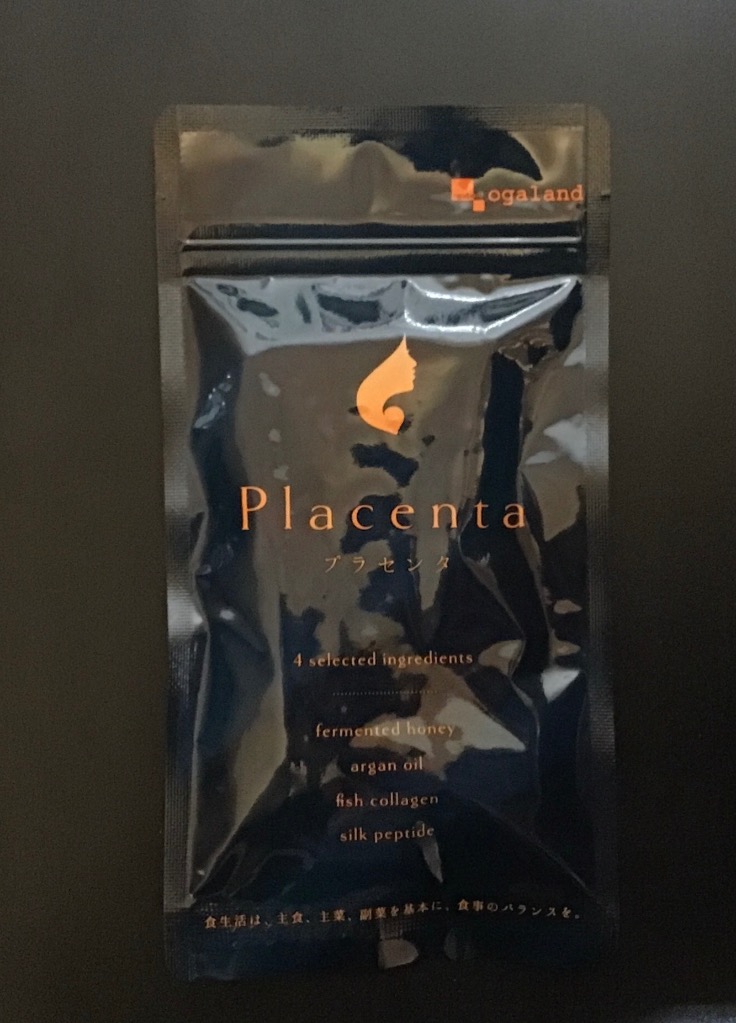 ogaland
Placenta
プラセンタ
4 selected ingredients
fermented honey
argan oil
fish collagen
silk peptide
食生活は、主食、主菜、副菜を基本に、食事のバランスを。